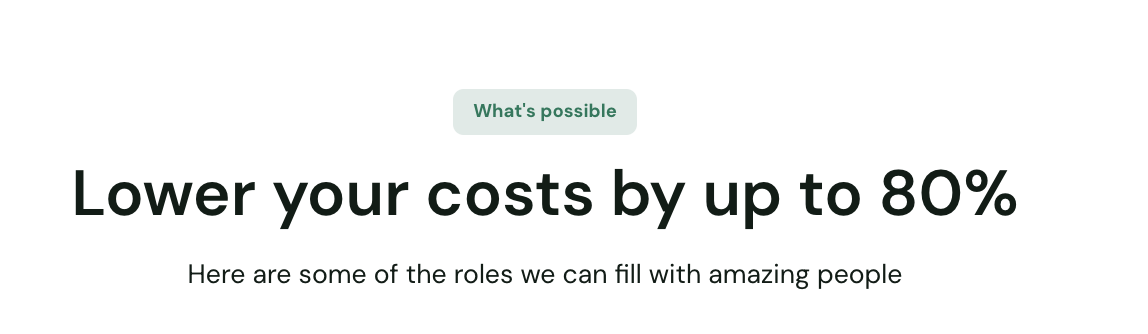 What's possible
Lower your costs by up to 80%
Here are some of the roles we can fill with amazing people